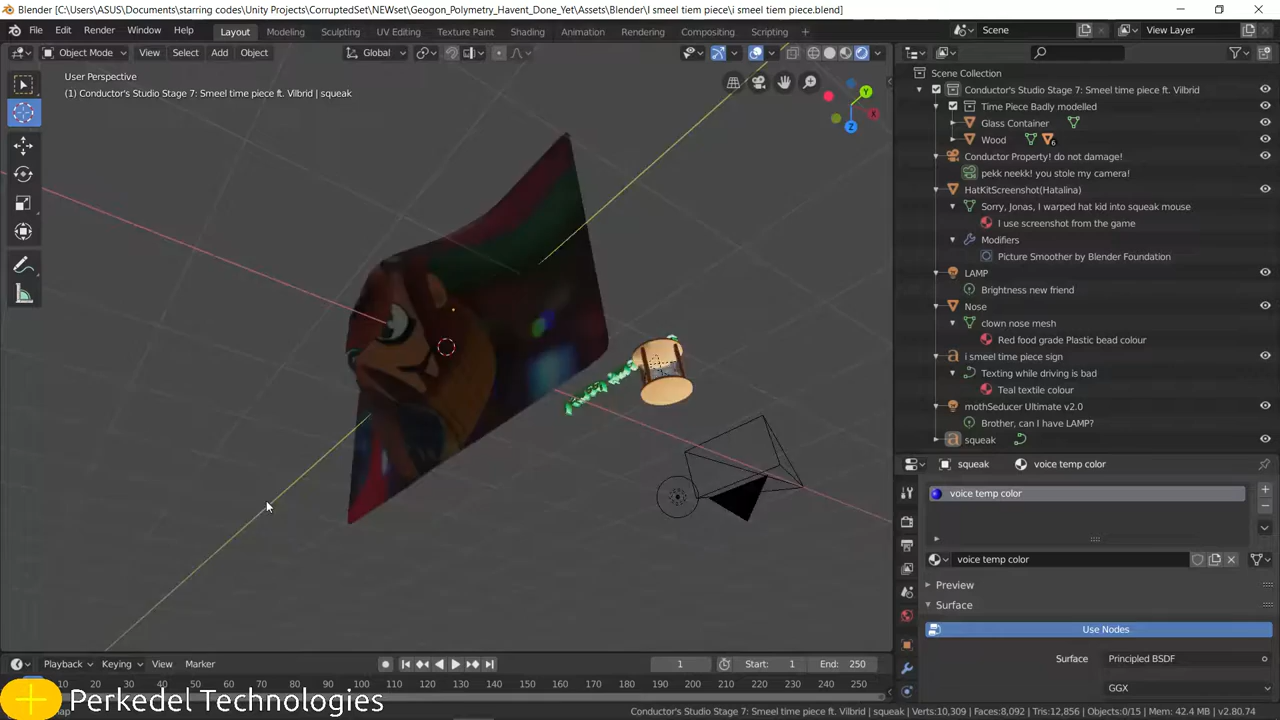 Blender [C:\Users\ASUS\Documents\starring codes\Unity Projects\CorruptedSet\NEWset\Geogon_Polymetry_Havent_Done_Yet\Assets\Blender\I smeel tiem piece\i smeel tiem piece.blend]
File Edit Render Window Help Layout Modeling Sculpting UV Editing Texture Paint Shading Animation Rendering Compositing Scripting + Scene View Layer
Object Mode View Select Add Object Global
User Perspective
(1) Conductor's Studio Stage 7: Smeel time piece ft. Vilbrid | squeak
Y
X
Z
Scene Collection
Conductor's Studio Stage 7: Smeel time piece ft. Vilbrid
Time Piece Badly modelled
Glass Container
Wood 6
Conductor Property! do not damage!
pekk neekk! you stole my camera!
HatKitScreenshot(Hatalina)
Sorry, Jonas, I warped hat kid into squeak mouse
I use screenshot from the game
Modifiers
Picture Smoother by Blender Foundation
LAMP
Brightness new friend
Nose
clown nose mesh
Red food grade Plastic bead colour
i smeel time piece sign
Texting while driving is bad
Teal textile colour
mothSeducer Ultimate v2.0
Brother, can I have LAMP?
squeak
squeak voice temp color
voice temp color
voice temp color
Preview
Surface
Use Nodes
Surface Principled BSDF
GGX
Playback Keying View Marker 1 Start: 1 End: 250
40 50 60 70 80 90 100 110 120 130 140 150 160 170 180 190 200 210 220 230 240 250
Perkedel Technologies
Conductor's Studio Stage 7: Smeel time piece ft. Vilbrid | squeak | Verts:10,309 | Faces:8,092 | Tris:12,856 | Objects:0/15 | Mem: 42.4 MB | v2.80.74